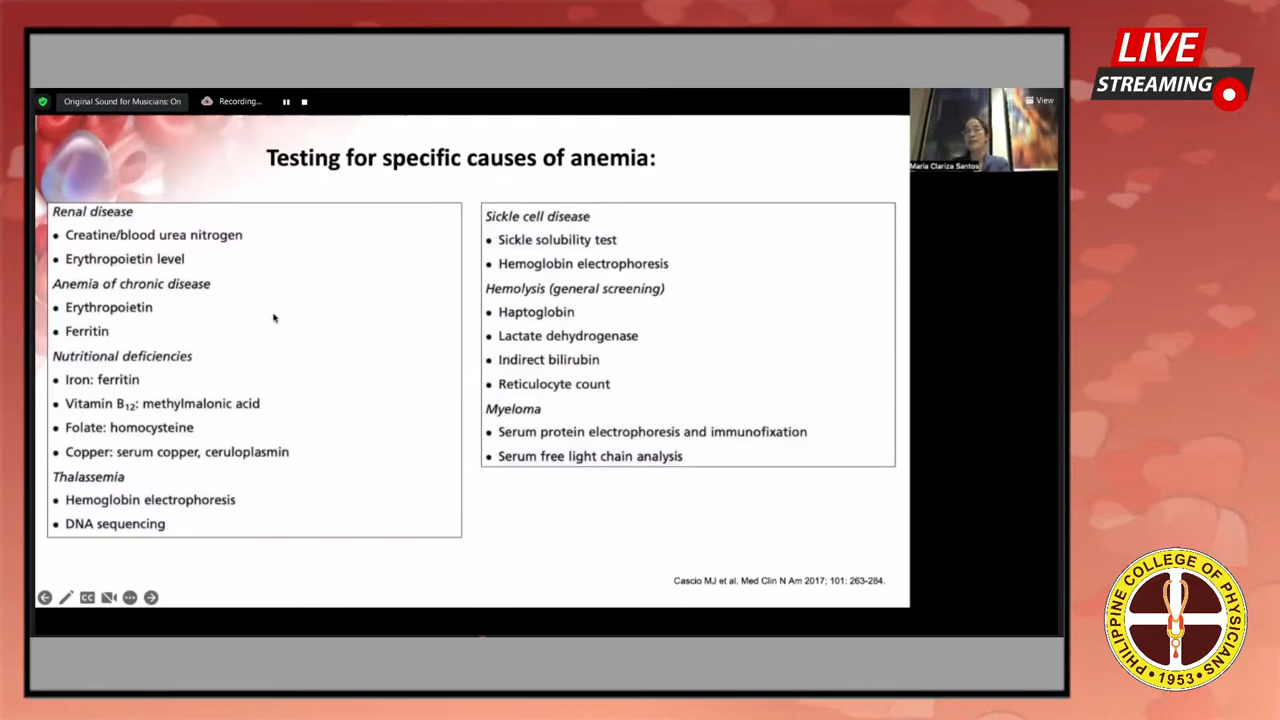 LIVE
STREAMING
Original Sound for Musicians: On
Recording...
View
Maria Clariza Santos
Testing for specific causes of anemia:
Renal disease
• Creatine/blood urea nitrogen
• Erythropoietin level
Anemia of chronic disease
• Erythropoietin
• Ferritin
Nutritional deficiencies
• Iron: ferritin
• Vitamin B12: methylmalonic acid
• Folate: homocysteine
• Copper: serum copper, ceruloplasmin
Thalassemia
• Hemoglobin electrophoresis
• DNA sequencing
Sickle cell disease
• Sickle solubility test
• Hemoglobin electrophoresis
Hemolysis (general screening)
• Haptoglobin
• Lactate dehydrogenase
• Indirect bilirubin
• Reticulocyte count
Myeloma
• Serum protein electrophoresis and immunofixation
• Serum free light chain analysis
Cascio MJ et al. Med Clin N Am 2017; 101: 263-284.
CC
PHILIPPINE COLLEGE OF PHYSICIANS
• 1953 •